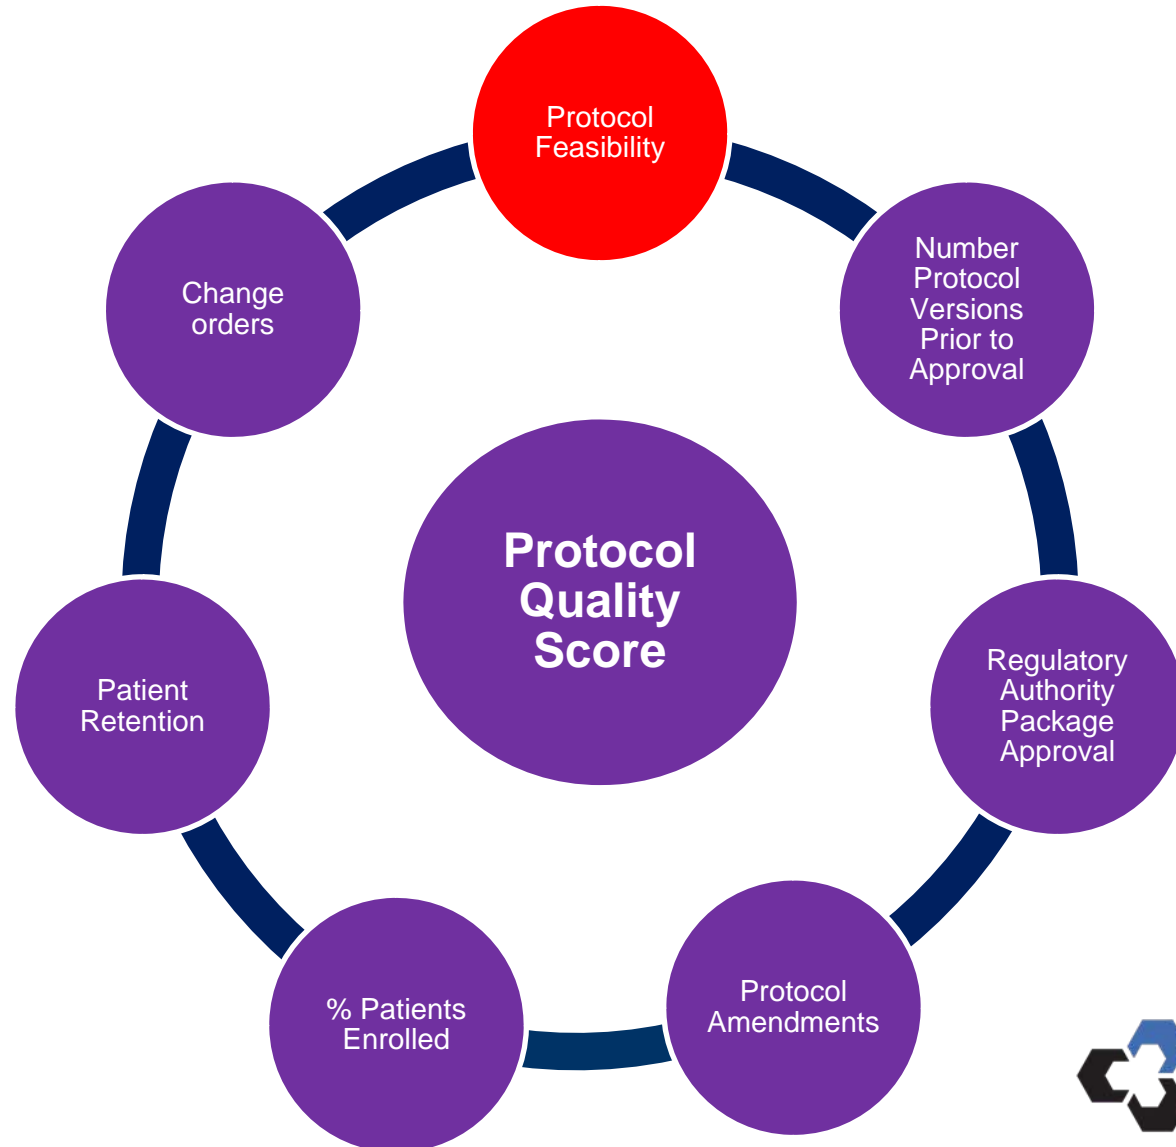 Protocol
Feasibility
Number
Protocol
Versions
Prior to
Approval
Regulatory
Authority
Package
Approval
Protocol
Amendments
% Patients
Enrolled
Patient
Retention
Change
orders
Protocol
Quality
Score